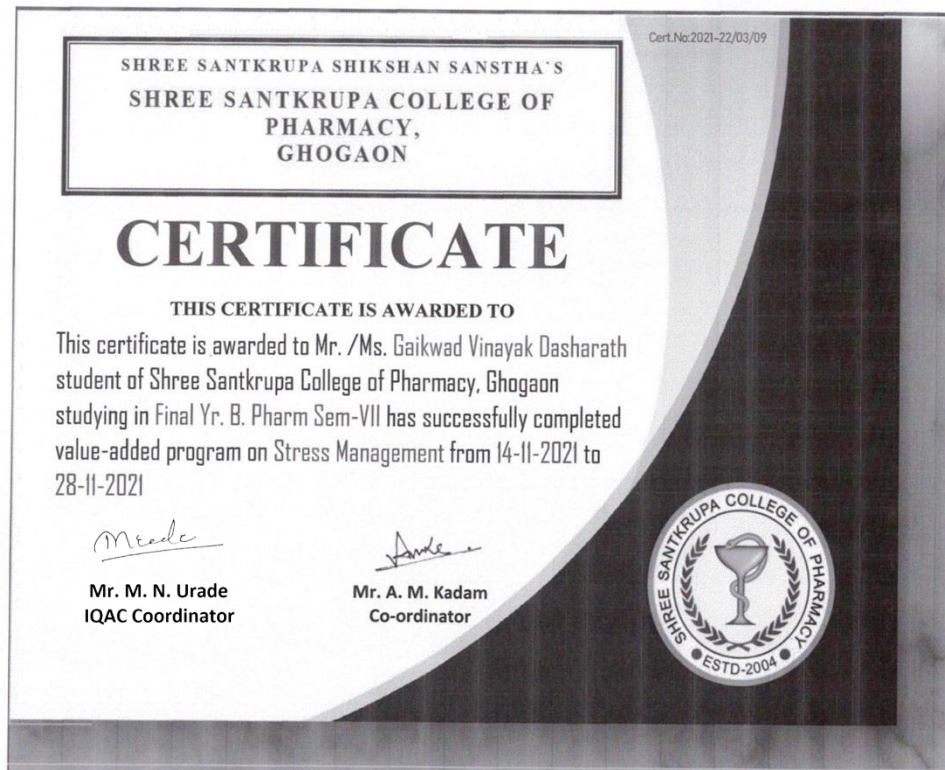 Cert.No:2021-22/03/09
SHREE SANTKRUPA SHIKSHAN SANSTHA`S
SHREE SANTKRUPA COLLEGE OF
PHARMACY,
GHOGAON
CERTIFICATE
THIS CERTIFICATE IS AWARDED TO
This certificate is awarded to Mr. /Ms. Gaikwad Vinayak Dasharath
student of Shree Santkrupa College of Pharmacy, Ghogaon
studying in Final Yr. B. Pharm Sem-VII has successfully completed
value-added program on Stress Management from 14-11-2021 to
28-11-2021
Mr. M. N. Urade
IQAC Coordinator
Mr. A. M. Kadam
Co-ordinator
SHREE SANTKRUPA COLLEGE OF PHARMACY
ESTD-2004